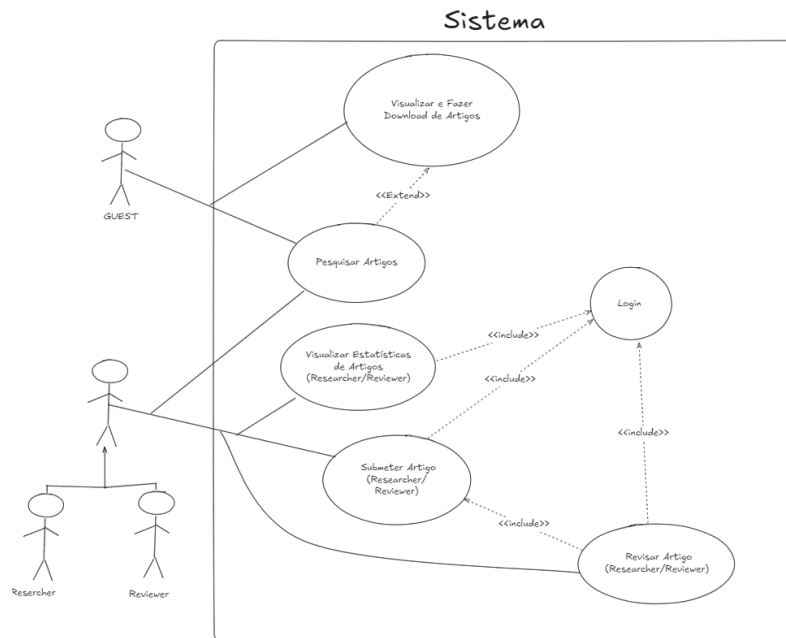 Sistema
Visualizar e Fazer
Download de Artigos
<<Extend>>
GUEST
Pesquisar Artigos
Login
<<include>>
Visualizar Estatísticas
de Artigos
(Researcher/Reviewer)
<<include>>
<<include>>
Submeter Artigo
(Researcher/
Reviewer)
<<include>>
Revisar Artigo
(Researcher/Reviewer)
Resercher
Reviewer